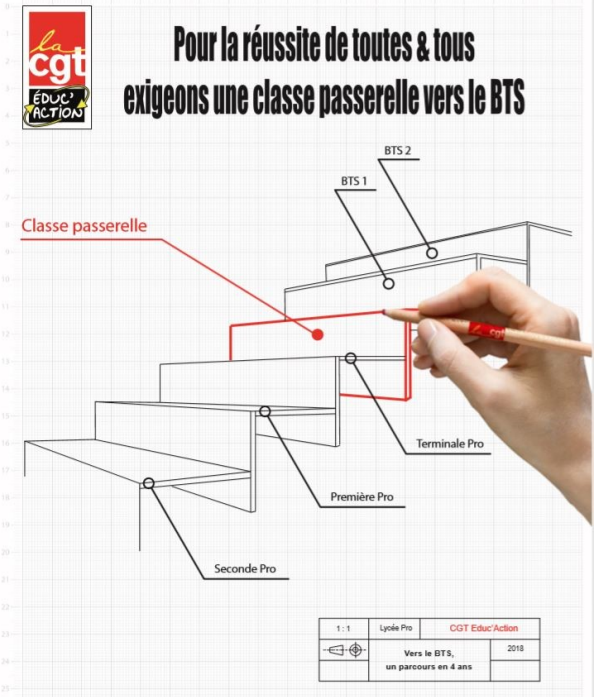 la
cgt
ÉDUC'
ACTION
Pour la réussite de toutes & tous
exigeons une classe passerelle vers le BTS
BTS 2
BTS 1
Classe passerelle
cgt
Terminale Pro
Première Pro
Seconde Pro
1 : 1 Lycée Pro CGT Educ'Action
Vers le BTS, 2018
un parcours en 4 ans